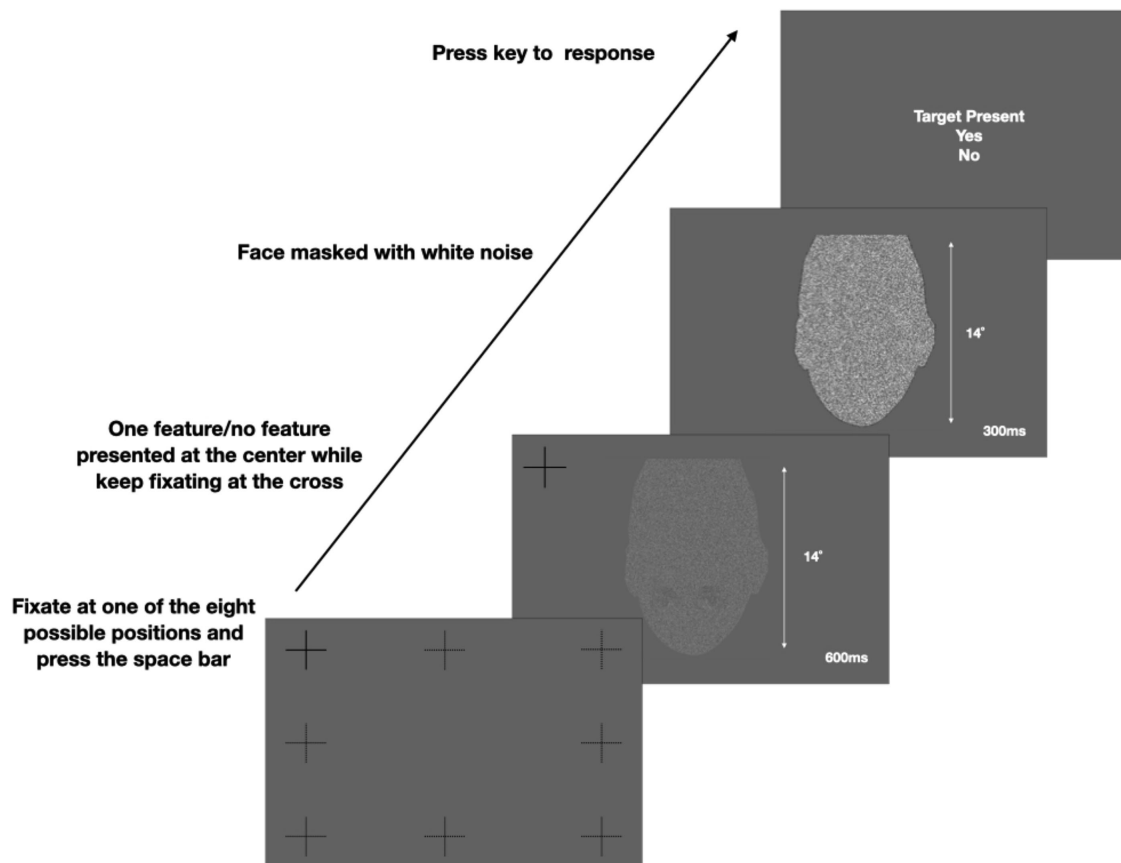 Press key to  response
Target Present
Yes
No
Face masked with white noise
14°
300ms
One feature/no feature
presented at the center while
keep fixating at the cross
14°
600ms
Fixate at one of the eight
possible positions and
press the space bar